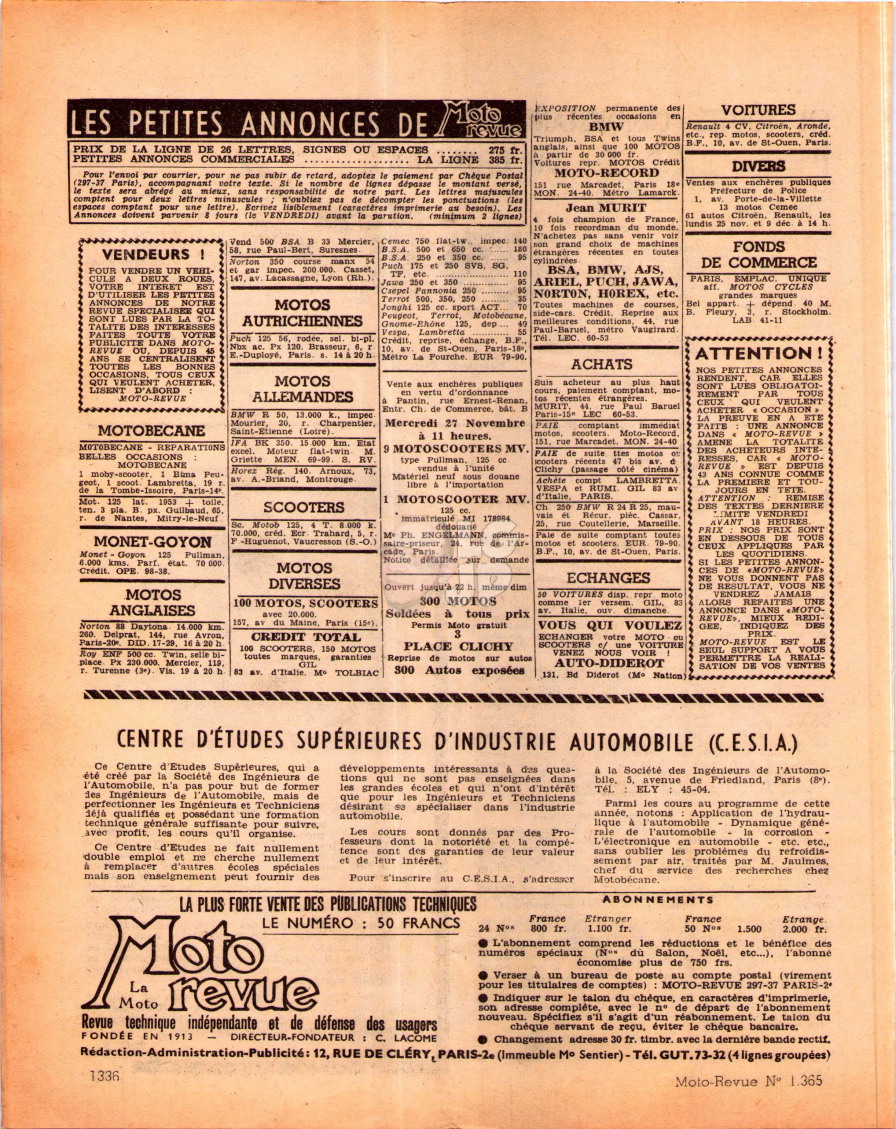 LES PETITES ANNONCES DE Moto revue
PRIX DE LA LIGNE DE 26 LETTRES, SIGNES OU ESPACES ........ 275 fr.
PETITES ANNONCES COMMERCIALES .................... LA LIGNE 385 fr.
Pour l'envoi par courrier, pour ne pas subir de retard, adoptez le paiement par Chèque Postal
(297-37 Paris), accompagnant votre texte. Si le nombre de lignes dépasse le montant versé,
le texte sera abrégé au mieux, sans responsabilité de notre part. Les lettres majuscules
comptent pour deux lettres minuscules ; n'oubliez pas de décompter les ponctuations (les
espaces comptant pour une lettre). Ecrivez lisiblement (caractères imprimerie au besoin). Les
Annonces doivent parvenir 8 jours (le VENDREDI) avant la parution. (minimum 2 lignes)
VENDEURS !
POUR VENDRE UN VEHI-
CULE A DEUX ROUES,
VOTRE INTERET EST
D'UTILISER LES PETITES
ANNONCES DE NOTRE
REVUE SPECIALISEE QUI
SONT LUES PAR LA TO-
TALITE DES INTERESSES
FAITES TOUTE VOTRE
PUBLICITE DANS MOTO-
REVUE OU, DEPUIS 45
ANS SE CENTRALISENT
TOUTES LES BONNES
OCCASIONS, TOUS CEUX
QUI VEULENT ACHETER,
LISENT D'ABORD :
MOTO-REVUE
MOTOBECANE
MOTOBECANE - REPARATIONS
BELLES OCCASIONS :
MOTOBECANE
1 moby-scooter, 1 Bima Peu-
geot, 1 scoot. Lambretta, 19 r.
de la Tombe-Issoire, Paris-14e.
Mot. 125 lat. 1953 + toile,
ten. 3 pla. B. px. Guilbaud, 65,
r. de Nantes, Mitry-le-Neuf
MONET-GOYON
Monet - Goyon 125 Pullman,
6.000 kms. Parf. état. 70 000.
Crédit. OPE. 98-38.
MOTOS
ANGLAISES
Norton 88 Daytona 14.000 km.
260. Delprat, 144, rue Avron,
Paris-20e. DID. 17-29, 16 à 20 h
Roy ENF 500 cc. Twin, selle bi-
place. Px 230.000. Mercier, 119,
r. Turenne (3e). Vis. 19 à 20 h.
Vend 500 BSA B 33 Mercier,
58, rue Paul-Bert, Suresnes.
Norton 350 course manx 54
et gar impec. 200.000. Casset,
147, av. Lacassagne, Lyon (Rh.).
MOTOS
AUTRICHIENNES
Puch 125 56, rodée, sel. bi-pl.
Nbx ac. Px 120. Brasseur, 6, r.
E.-Duployé, Paris. s. 14 à 20 h.
MOTOS
ALLEMANDES
BMW R 50, 13.000 k., impec
Mourier, 20, r. Charpentier,
Saint-Etienne (Loire).
IFA BK 350. 15 000 km. Etat
excel. Moteur flat-twin M.
Griette MEN. 69-99. S. RV.
Horex Rég. 140. Arnoux, 73,
av. A.-Briand, Montrouge.
SCOOTERS
Sc. Motob 125, 4 T. 8.000 k.
70.000, créd. Ecr Trahard, 5, r.
P -Huguenot, Vaucresson (S.-O.)
MOTOS
DIVERSES
100 MOTOS, SCOOTERS
avec 20.000.
157, av du Maine, Paris (15e).
CREDIT TOTAL
100 SCOOTERS, 150 MOTOS
toutes marques, garanties
GIL
83 av. d'Italie. Mo TOLBIAC
Cemec 750 flat-tw., impec 140
B.S.A. 500 et 650 cc. ....... 180
B.S.A. 250 et 350 cc. ....... 95
Puch 175 et 250 SVS, SG,
TF, etc. ................. 110
Jawa 250 et 350 ............. 95
Csepel Pannonia 250 ......... 95
Terrot 500, 350, 250 ........ 35
Jonghi 125 cc. sport ACT. .. 70
Peugeot, Terrot, Motobécane,
Gnome-Rhône 125, dep ... 40
Vespa, Lambretta ............ 55
Crédit, reprise, échange, B.F.,
10, av. de St-Ouen, Paris-18e,
Métro La Fourche. EUR 79-90.
Vente aux enchères publiques
en vertu d'ordonnance
à Pantin, rue Ernest-Renan,
Entr. Ch. de Commerce, bât. B
Mercredi 27 Novembre
à 11 heures.
9 MOTOSCOOTERS MV.
type Pullman, 125 cc
vendus à l'unité
Matériel neuf sous douane
libre à l'importation
1 MOTOSCOOTER MV.
125 cc.
immatriculé MI 178984
dédouané
Me Ph. ENGELMANN, commis-
saire-priseur, 24, r. de l'Ar-
cade, Paris.
Notice détaillée sur demande
Ouvert jusqu'à 23 h. même dim
300 MOTOS
Soldées à tous prix
Permis Moto gratuit
3
PLACE CLICHY
Reprise de motos sur autos
300 Autos exposées
EXPOSITION permanente des
plus récentes occasions en
BMW
Triumph, BSA et tous Twins
anglais, ainsi que 100 MOTOS
à partir de 30 000 fr.
Voitures repr. MOTOS Crédit
MOTO-RECORD
151 rue Marcadet, Paris 18e
MON. 24-40. Métro Lamarck.
Jean MURIT
4 fois champion de France,
10 fois recordman du monde.
N'achetez pas sans venir voir
son grand choix de machines
étrangères récentes en toutes
cylindrées.
BSA, BMW, AJS,
ARIEL, PUCH, JAWA,
NORTON, HOREX, etc.
Toutes machines de courses,
side-cars. Crédit. Reprise aux
meilleures conditions, 44, rue
Paul-Baruel, métro Vaugirard.
Tél. LEC. 60-53
ACHATS
Suis acheteur au plus haut
cours, paiement comptant, mo-
tos récentes étrangères.
MURIT, 44, rue Paul Baruel
Paris-15e LEC 60-53.
PAIE comptant immédiat
motos, scooters. Moto-Record,
151, rue Marcadet. MON. 24-40
PAIE de suite ttes motos ou
scooters récents 47 bis av. d
Clichy (passage côté cinéma)
Achète compt LAMBRETTA.
VESPA et RUMI. GIL 83 av
d'Italie, PARIS.
Ch 250 BMW R 24 R 25, mau-
vais ét Récur. pièc. Cassar,
25, rue Coutellerie, Marseille.
Paie de suite comptant toutes
motos et scooters. EUR. 79-90.
B.F., 10, av. de St-Ouen, Paris.
ECHANGES
50 VOITURES disp. repr moto
comme 1er versem. GIL, 83
av. Italie, ouv dimanche.
VOUS QUI VOULEZ
ECHANGER votre MOTO ou
SCOOTERS c/ une VOITURE
VENEZ NOUS VOIR !
AUTO-DIDEROT
131, Bd Diderot (Mo Nation)
VOITURES
Renault 4 CV, Citroën, Aronde,
etc., rep. motos, scooters, créd.
B.F., 10, av. de St-Ouen, Paris.
DIVERS
Ventes aux enchères publiques
Préfecture de Police
1, av. Porte-de-la-Villette
13 motos Cemec
61 autos Citroën, Renault, les
lundis 25 nov. et 9 déc. à 14 h.
FONDS
DE COMMERCE
PARIS, EMPLAC. UNIQUE
aff. MOTOS CYCLES
grandes marques
Bel appart. + dépend 40 M.
B. Fleury, 3, r. Stockholm.
LAB 41-11
ATTENTION !
NOS PETITES ANNONCES
RENDENT, CAR ELLES
SONT LUES OBLIGATOI-
REMENT PAR TOUS
CEUX QUI VEULENT
ACHETER « OCCASION »
LA PREUVE EN A ETE
FAITE : UNE ANNONCE
DANS « MOTO-REVUE »
AMENE LA TOTALITE
DES ACHETEURS INTE-
RESSES, CAR « MOTO-
REVUE » EST DEPUIS
43 ANS CONNUE COMME
LA PREMIERE ET TOU-
JOURS EN TETE.
ATTENTION : REMISE
DES TEXTES DERNIERE
LIMITE VENDREDI
AVANT 18 HEURES.
PRIX : NOS PRIX SONT
EN DESSOUS DE TOUS
CEUX APPLIQUES PAR
LES QUOTIDIENS.
SI LES PETITES ANNON-
CES DE «MOTO-REVUE»
NE VOUS DONNENT PAS
DE RESULTAT, VOUS NE
VENDREZ JAMAIS
ALORS REFAITES UNE
ANNONCE DANS «MOTO-
REVUE», MIEUX REDI-
GEE, INDIQUEZ DES
PRIX.
MOTO-REVUE EST LE
SEUL SUPPORT A VOUS
PERMETTRE LA REALI-
SATION DE VOS VENTES
CENTRE D'ÉTUDES SUPÉRIEURES D'INDUSTRIE AUTOMOBILE (C.E.S.I.A.)
Ce Centre d'Etudes Supérieures, qui a
été créé par la Société des Ingénieurs de
l'Automobile, n'a pas pour but de former
des Ingénieurs de l'Automobile, mais de
perfectionner les Ingénieurs et Techniciens
déjà qualifiés et possédant une formation
technique générale suffisante pour suivre,
avec profit, les cours qu'il organise.
Ce Centre d'Etudes ne fait nullement
double emploi et ne cherche nullement
à remplacer d'autres écoles spéciales
mais son enseignement peut fournir des
développements intéressants à des ques-
tions qui ne sont pas enseignées dans
les grandes écoles et qui n'ont d'intérêt
que pour les Ingénieurs et Techniciens
désirant se spécialiser dans l'industrie
automobile.
Les cours sont donnés par des Pro-
fesseurs dont la notoriété et la compé-
tence sont des garanties de leur valeur
et de leur intérêt.
Pour s'inscrire au C.E.S.I.A., s'adresser
à la Société des Ingénieurs de l'Automo-
bile, 5, avenue de Friedland, Paris (8e).
TÉl. : ELY : 45-04.
Parmi les cours au programme de cette
année, notons : Application de l'hydrau-
lique à l'automobile - Dynamique géné-
rale de l'automobile - la corrosion -
L'électronique en automobile - etc. etc.,
sans oublier les problèmes du refroidis-
sement par air, traités par M. Jaulmes,
chef du service des recherches chez
Motobécane.
LA PLUS FORTE VENTE DES PUBLICATIONS TECHNIQUES
LE NUMÉRO : 50 FRANCS
Moto revue
La
Moto
Revue technique indépendante et de défense des usagers
FONDÉE EN 1913 — DIRECTEUR-FONDATEUR : C. LACOME
ABONNEMENTS
France Etranger France Etrange.
24 Nos 800 fr. 1.100 fr. 50 Nos 1.500 2.000 fr.
● L'abonnement comprend les réductions et le bénéfice des
numéros spéciaux (Nos du Salon, Noël, etc...), l'abonné
économise plus de 750 frs.
● Verser à un bureau de poste au compte postal (virement
pour les titulaires de comptes) : MOTO-REVUE 297-37 PARIS-2e
● Indiquer sur le talon du chèque, en caractères d'imprimerie,
son adresse complète, avec le no de départ de l'abonnement
nouveau. Spécifiez s'il s'agit d'un réabonnement. Le talon du
chèque servant de reçu, éviter le chèque bancaire.
● Changement adresse 30 fr. timbr. avec la dernière bande rectif.
Rédaction-Administration-Publicité : 12, RUE DE CLÉRY, PARIS-2e (Immeuble Mo Sentier) - Tél. GUT. 73-32 (4 lignes groupées)
1336
Moto-Revue No 1.365